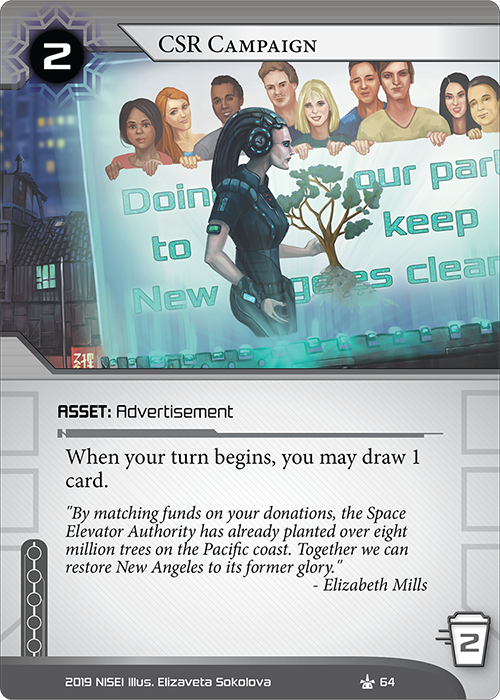 2
CSR Campaign
Doin our part
to keep
New geles clean
ASSET: Advertisement
When your turn begins, you may draw 1
card.
"By matching funds on your donations, the Space
Elevator Authority has already planted over eight
million trees on the Pacific coast. Together we can
restore New Angeles to its former glory."
- Elizabeth Mills
2
2019 NISEI Illus. Elizaveta Sokolova
64